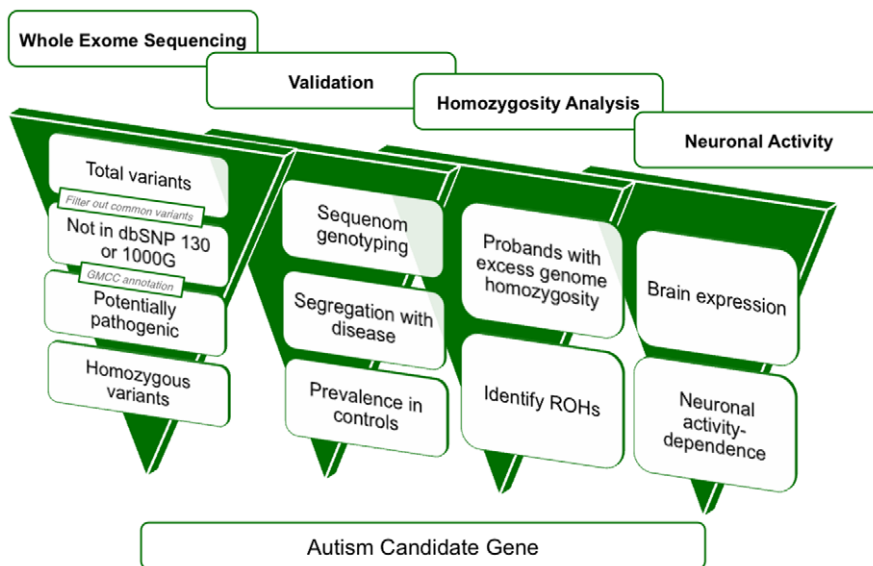 Whole Exome Sequencing
Validation
Homozygosity Analysis
Neuronal Activity
Total variants
Filter out common variants
Not in dbSNP 130
or 1000G
GMCC annotation
Potentially
pathogenic
Homozygous
variants
Sequenom
genotyping
Segregation with
disease
Prevalence in
controls
Probands with
excess genome
homozygosity
Identify ROHs
Brain expression
Neuronal
activity-
dependence
Autism Candidate Gene